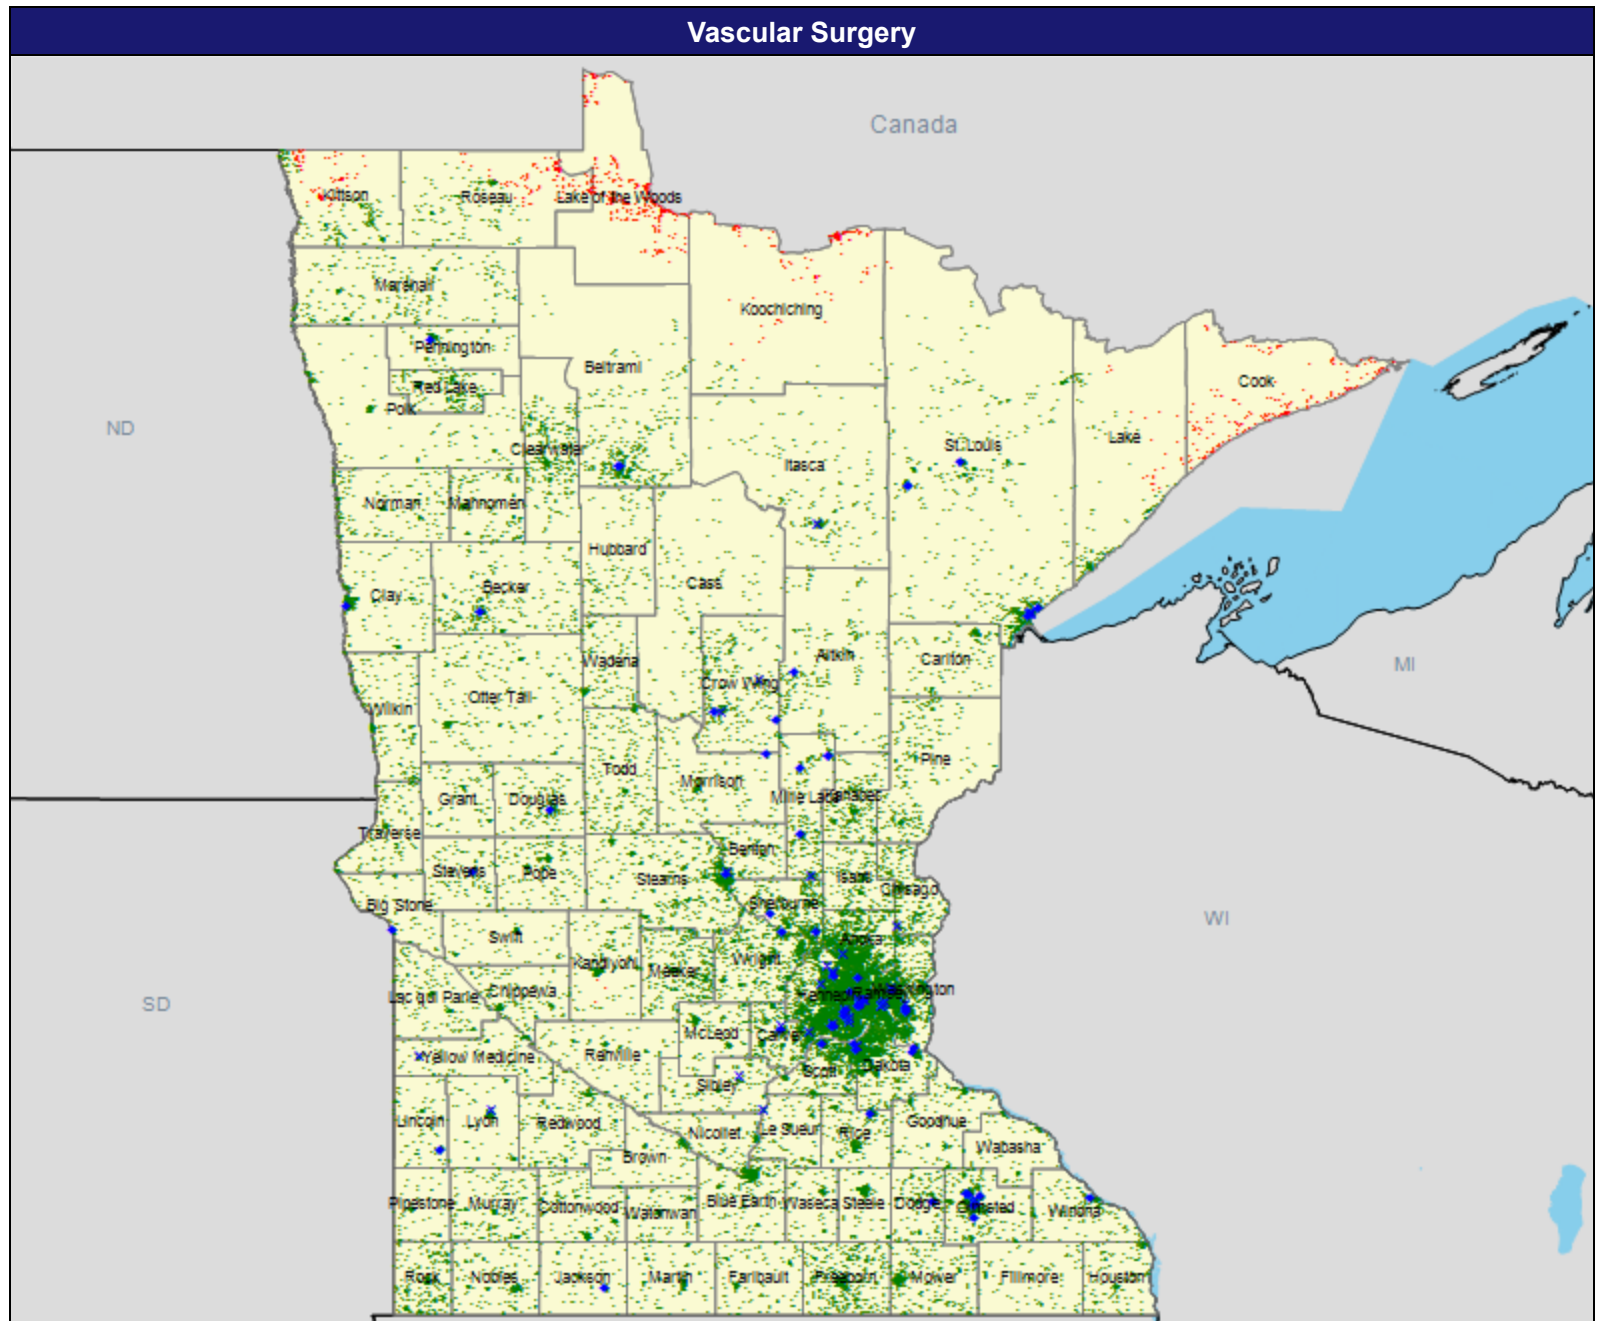 Vascular Surgery
Canada
Kittson
Roseau
Lake of the Woods
Marshall
Koochiching
Pennington
Beltrami
Red Lake
Cook
Polk
ND
Lake
Clearwater
St. Louis
Itasca
Norman
Mahnomen
Hubbard
Cass
Becker
Clay
Wadena
Aitkin
Carlton
MI
Crow Wing
Otter Tail
Wilkin
Pine
Todd
Morrison
Grant
Douglas
Mille Lacs
Kanabec
Traverse
Benton
Stevens
Pope
Stearns
Isanti
Chisago
Big Stone
Sherburne
WI
Swift
Anoka
Wright
Kandiyohi
Meeker
Chippewa
Lac qui Parle
Hennepin
Ramsey
Washington
SD
McLeod
Carver
Yellow Medicine
Renville
Scott
Dakota
Sibley
Lincoln
Lyon
Redwood
Nicollet
Le Sueur
Rice
Goodhue
Wabasha
Brown
Pipestone
Murray
Cottonwood
Watonwan
Blue Earth
Waseca
Steele
Dodge
Olmsted
Winona
Rock
Nobles
Jackson
Martin
Faribault
Freeborn
Mower
Fillmore
Houston